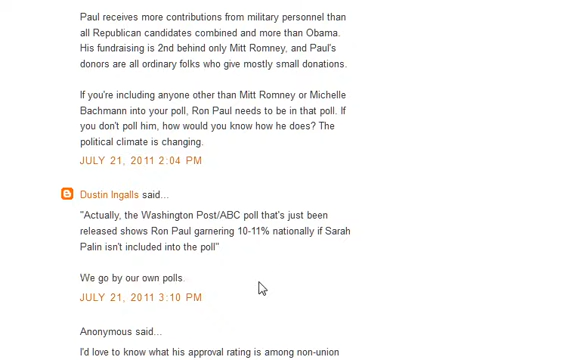 Paul receives more contributions from military personnel than
all Republican candidates combined and more than Obama.
His fundraising is 2nd behind only Mitt Romney, and Paul's
donors are all ordinary folks who give mostly small donations.
If you're including anyone other than Mitt Romney or Michelle
Bachmann into your poll, Ron Paul needs to be in that poll. If
you don't poll him, how would you know how he does? The
political climate is changing.
JULY 21, 2011 2:04 PM
Dustin Ingalls said...
"Actually, the Washington Post/ABC poll that's just been
released shows Ron Paul garnering 10-11% nationally if Sarah
Palin isn't included into the poll"
We go by our own polls.
JULY 21, 2011 3:10 PM
Anonymous said...
I'd love to know what his approval rating is among non-union